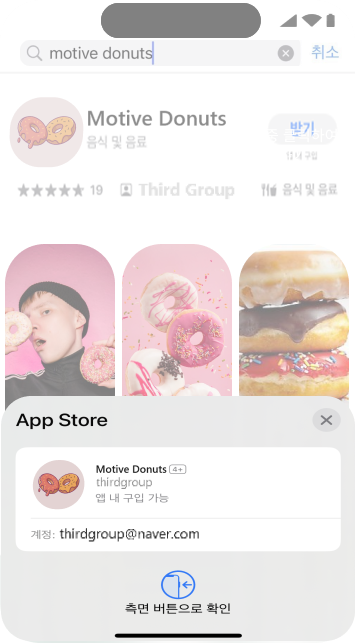 motive donuts
취소
Motive Donuts
음식 및 음료
받기
앱 내 구입
19
Third Group
음식 및 음료
App Store
Motive Donuts 4+
thirdgroup
앱 내 구입 가능
계정: thirdgroup@naver.com
측면 버튼으로 확인